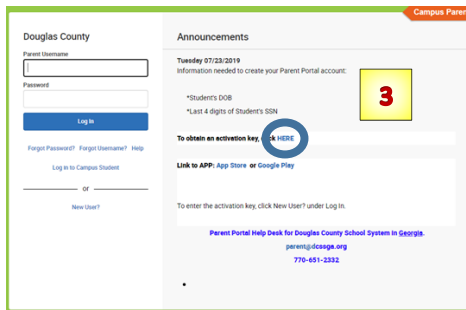 Campus Paren
Douglas County
Parent Username
Password
Log In
Forgot Password? Forgot Username? Help
Log in to Campus Student
or
New User?
Announcements
Tuesday 07/23/2019
Information needed to create your Parent Portal account:
*Student's DOB
*Last 4 digits of Student's SSN
3
To obtain an activation key, click HERE
Link to APP: App Store or Google Play
To enter the activation key, click New User? under Log In.
Parent Portal Help Desk for Douglas County School System in Georgia.
parent@dcssga.org
770-651-2332